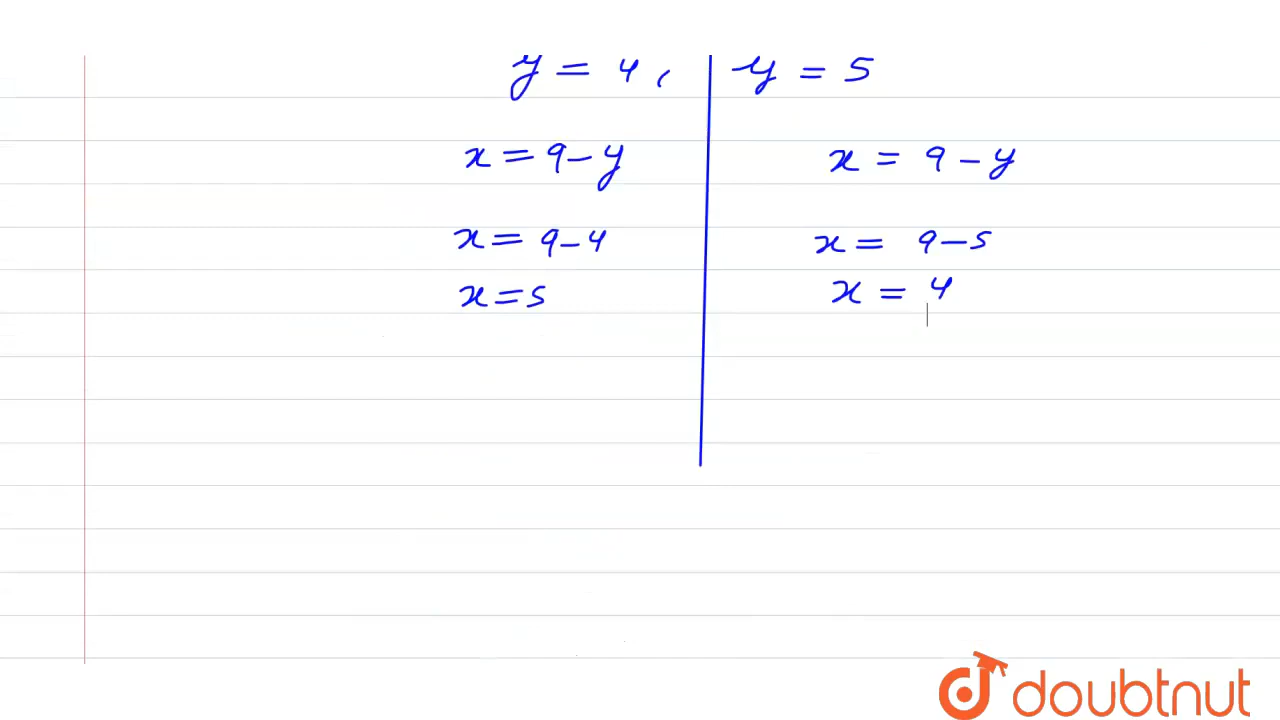 y = 4,
x = 9 - y
x = 9 - 4
x = 5
y = 5
x = 9 - y
x = 9 - 5
x = 4
doubtnut